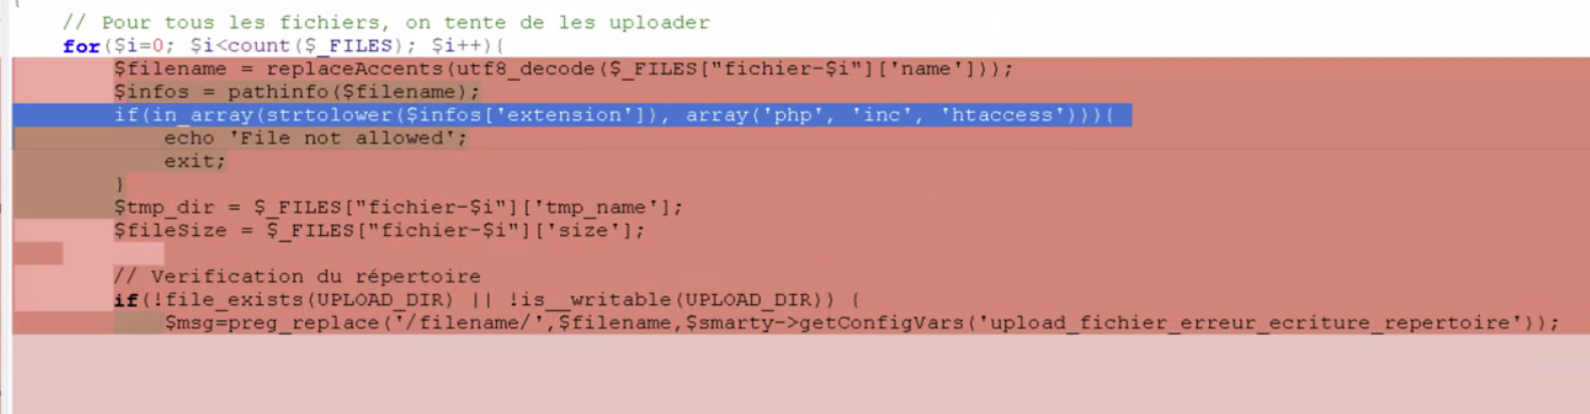 {
// Pour tous les fichiers, on tente de les uploader
for($i=0; $i<count($_FILES); $i++){
$filename = replaceAccents(utf8_decode($_FILES["fichier-$i"]['name']));
$infos = pathinfo($filename);
if(in_array(strtolower($infos['extension']), array('php', 'inc', 'htaccess'))){
echo 'File not allowed';
exit;
}
$tmp_dir = $_FILES["fichier-$i"]['tmp_name'];
$fileSize = $_FILES["fichier-$i"]['size'];
// Verification du répertoire
if(!file_exists(UPLOAD_DIR) || !is__writable(UPLOAD_DIR)) {
$msg=preg_replace('/filename/',$filename,$smarty->getConfigVars('upload_fichier_erreur_ecriture_repertoire'));